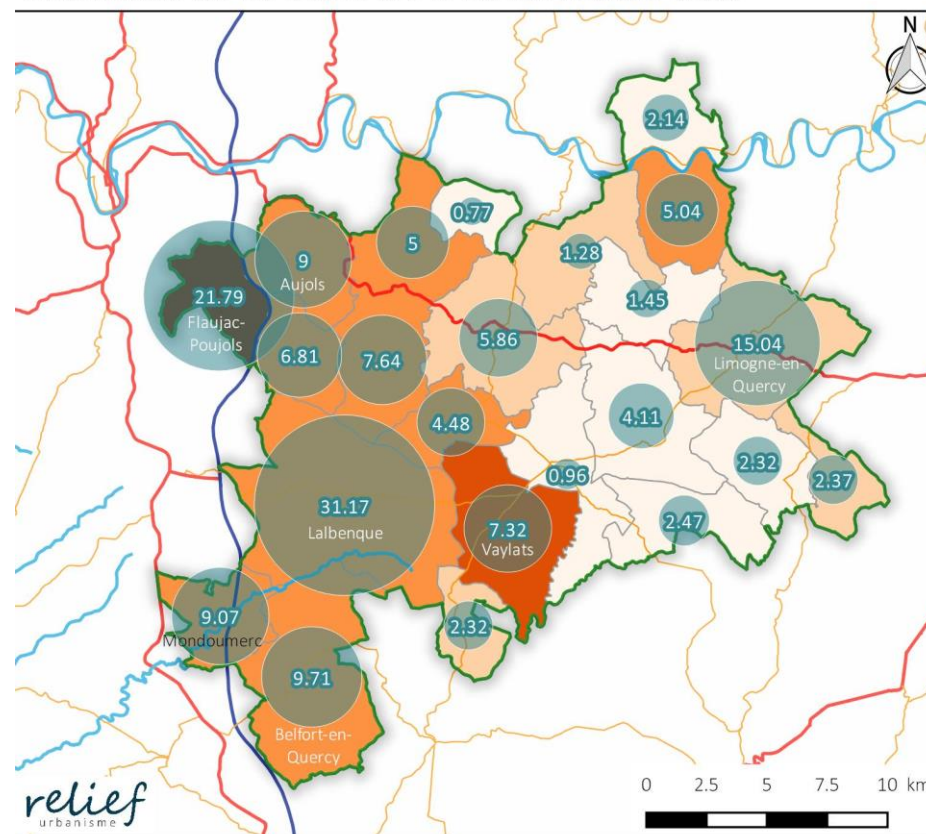 N
2.14
5.04
0.77
5
9
Aujols
1.28
1.45
21.79
Flaujac-
Poujols
5.86
15.04
Limogne-en-
Quercy
6.81
7.64
4.48
4.11
2.32
2.37
0.96
31.17
Lalbenque
7.32
Vaylats
2.47
9.07
Mondoumerc
2.32
9.71
Belfort-en-
Quercy
relief
urbanisme
0 2.5 5 7.5 10 km